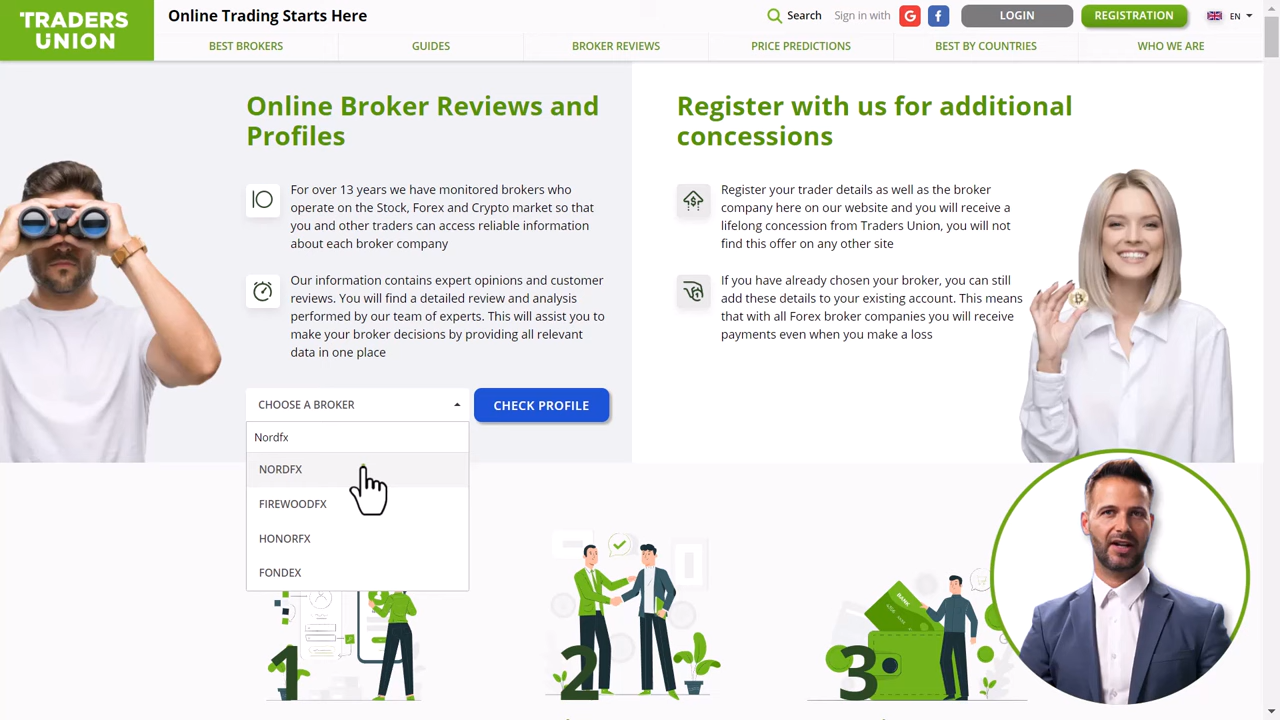 TRADERS
UNION
Online Trading Starts Here
Search
Sign in with
G
f
LOGIN
REGISTRATION
EN
BEST BROKERS
GUIDES
BROKER REVIEWS
PRICE PREDICTIONS
BEST BY COUNTRIES
WHO WE ARE
Online Broker Reviews and
Profiles
For over 13 years we have monitored brokers who
operate on the Stock, Forex and Crypto market so that
you and other traders can access reliable information
about each broker company
Our information contains expert opinions and customer
reviews. You will find a detailed review and analysis
performed by our team of experts. This will assist you to
make your broker decisions by providing all relevant
data in one place
CHOOSE A BROKER
CHECK PROFILE
Nordfx
NORDFX
FIREWOODFX
HONORFX
FONDEX
Register with us for additional
concessions
Register your trader details as well as the broker
company here on our website and you will receive a
lifelong concession from Traders Union, you will not
find this offer on any other site
If you have already chosen your broker, you can still
add these details to your existing account. This means
that with all Forex broker companies you will receive
payments even when you make a loss
1
2
3
BANK